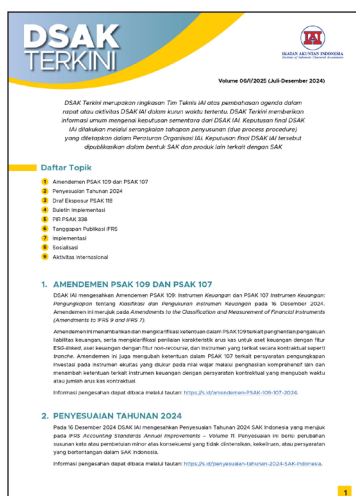 DSAK
TERKINI
IAI
IKATAN AKUNTAN INDONESIA
Institute of Indonesia Chartered Accountants
Volume 06/I/2025 (Juli-Desember 2024)
DSAK Terkini merupakan ringkasan Tim Teknis IAI atas pembahasan agenda dalam
rapat atau aktivitas DSAK IAI dalam kurun waktu tertentu. DSAK Terkini memberikan
informasi umum mengenai keputusan sementara dari DSAK IAI. Keputusan final DSAK
IAI dilakukan melalui serangkaian tahapan penyusunan (due process procedure)
yang ditetapkan dalam Peraturan Organisasi IAI. Keputusan final DSAK IAI tersebut
dipublikasikan dalam bentuk SAK dan produk lain terkait dengan SAK
Daftar Topik
1 Amendemen PSAK 109 dan PSAK 107
2 Penyesuaian Tahunan 2024
3 Draf Eksposur PSAK 118
4 Buletin Implementasi
5 PIR PSAK 338
6 Tanggapan Publikasi IFRS
7 Implementasi
8 Sosialisasi
9 Aktivitas Internasional
1. AMENDEMEN PSAK 109 DAN PSAK 107
DSAK IAI mengesahkan Amendemen PSAK 109: Instrumen Keuangan dan PSAK 107 Instrumen Keuangan:
Pengungkapan tentang Klasifikasi dan Pengukuran Instrumen Keuangan pada 16 Desember 2024.
Amendemen ini merujuk pada Amendments to the Classification and Measurement of Financial Instruments
(Amendments to IFRS 9 and IFRS 7).
Amendemen ini menambahkan dan mengklarifikasi ketentuan dalam PSAK 109 terkait penghentian pengakuan
liabilitas keuangan, serta mengklarifikasi penilaian karakteristik arus kas untuk aset keuangan dengan fitur
ESG-linked, aset keuangan dengan fitur non-recourse, dan instrumen yang terikat secara kontraktual seperti
tranche. Amendemen ini juga mengubah ketentuan dalam PSAK 107 terkait persyaratan pengungkapan
investasi pada instrumen ekuitas yang diukur pada nilai wajar melalui penghasilan komprehensif lain dan
menambah ketentuan terkait instrumen keuangan dengan persyaratan kontraktual yang mengubah waktu
atau jumlah arus kas kontraktual.
Informasi pengesahan dapat dibaca melalui tautan: https://s.id/amendemen-PSAK-109-107-2024.
2. PENYESUAIAN TAHUNAN 2024
Pada 16 Desember 2024 DSAK IAI mengesahkan Penyesuaian Tahunan 2024 SAK Indonesia yang merujuk
pada IFRS Accounting Standards Annual Improvements – Volume 11. Penyesuaian ini berisi perubahan
susunan kata atau pembetulan minor atas konsekuensi yang tidak diinginkan, kekeliruan, atau persyaratan
yang bertentangan dalam SAK Indonesia.
Informasi pengesahan dapat dibaca melalui tautan: https://s.id/penyesuaian-tahunan-2024-SAK-Indonesia.
1